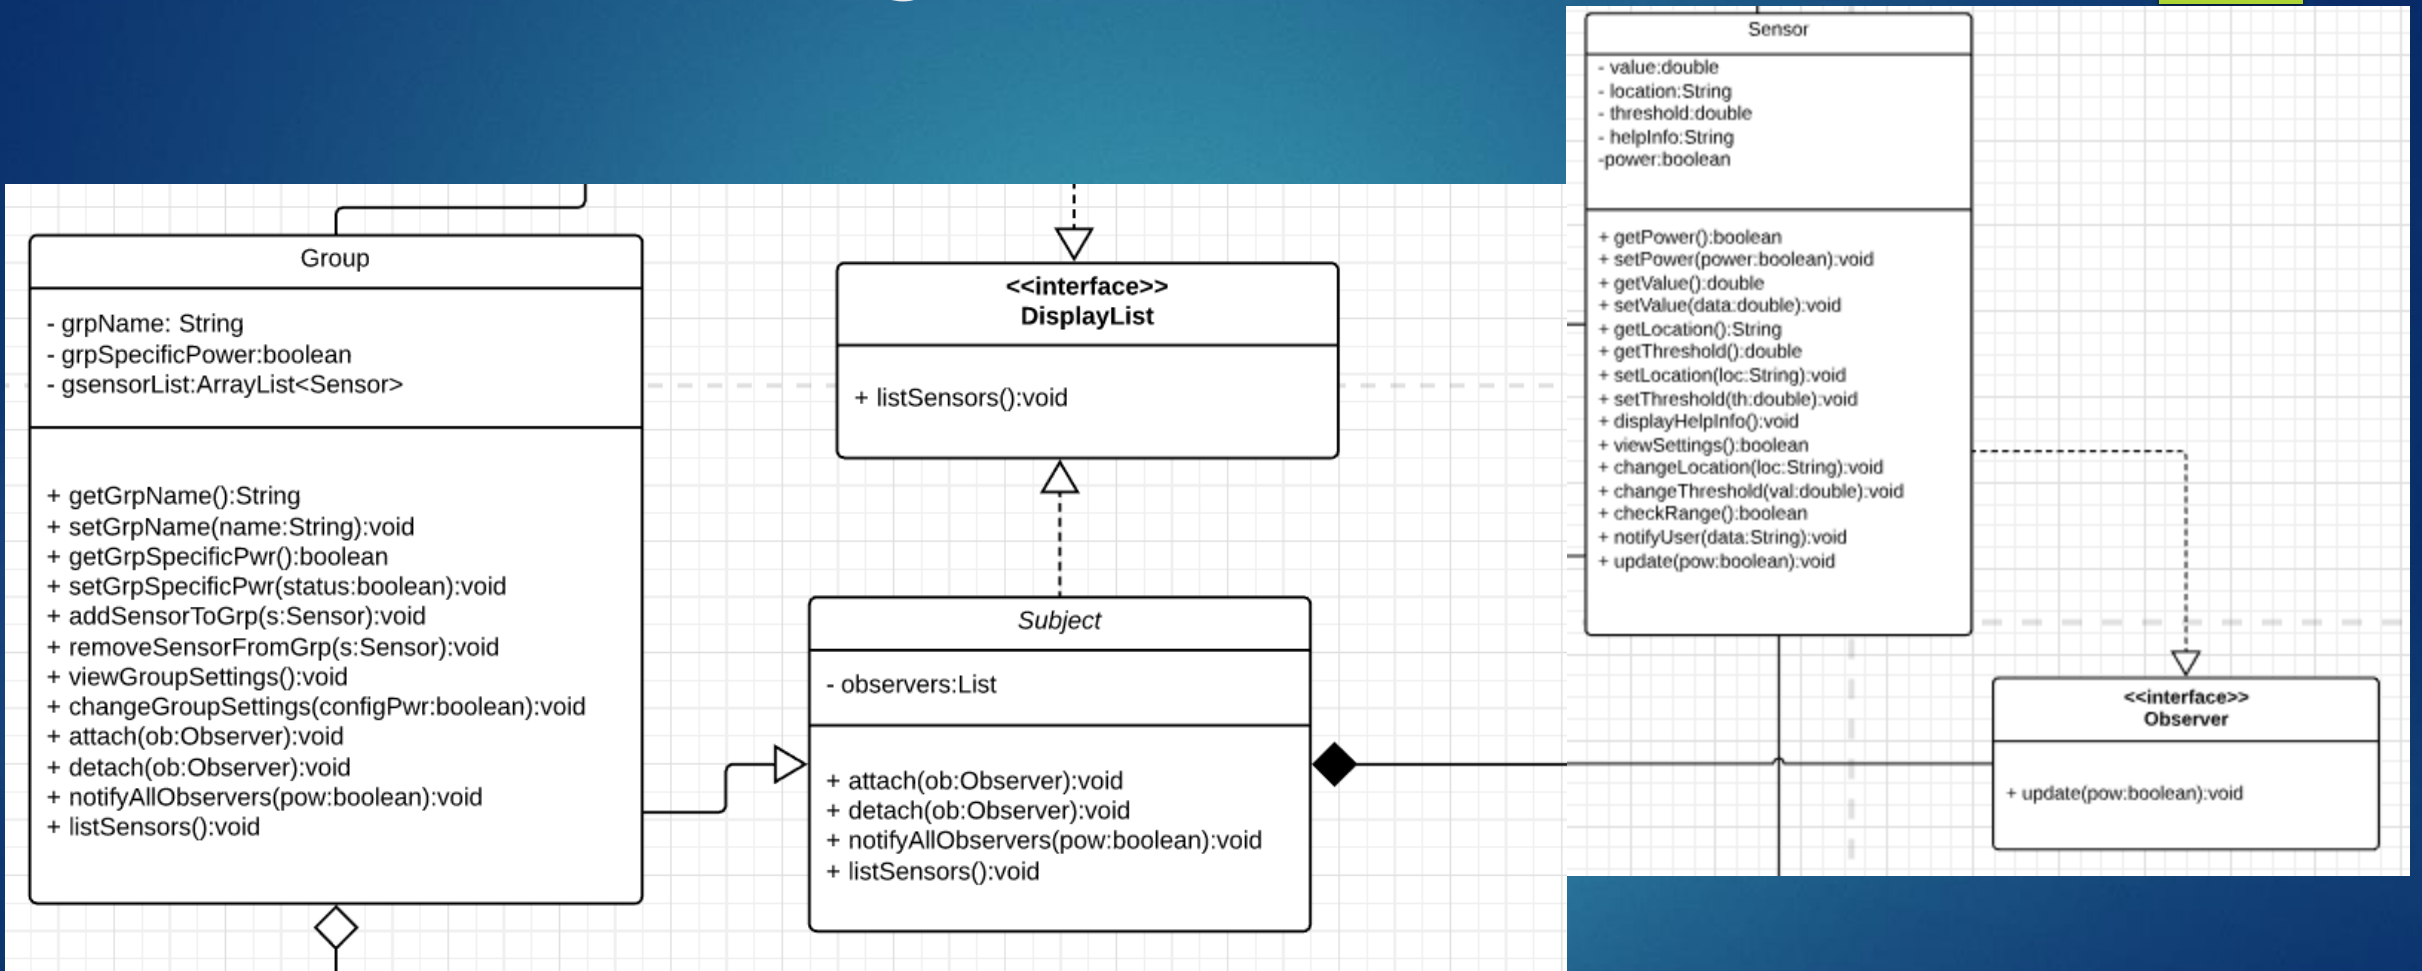 Group
- grpName: String
- grpSpecificPower:boolean
- gsensorList:ArrayList<Sensor>
+ getGrpName():String
+ setGrpName(name:String):void
+ getGrpSpecificPwr():boolean
+ setGrpSpecificPwr(status:boolean):void
+ addSensorToGrp(s:Sensor):void
+ removeSensorFromGrp(s:Sensor):void
+ viewGroupSettings():void
+ changeGroupSettings(configPwr:boolean):void
+ attach(ob:Observer):void
+ detach(ob:Observer):void
+ notifyAllObservers(pow:boolean):void
+ listSensors():void
<<interface>>
DisplayList
+ listSensors():void
Subject
- observers:List
+ attach(ob:Observer):void
+ detach(ob:Observer):void
+ notifyAllObservers(pow:boolean):void
+ listSensors():void
Sensor
- value:double
- location:String
- threshold:double
- helpInfo:String
-power:boolean
+ getPower():boolean
+ setPower(power:boolean):void
+ getValue():double
+ setValue(data:double):void
+ getLocation():String
+ getThreshold():double
+ setLocation(loc:String):void
+ setThreshold(th:double):void
+ displayHelpInfo():void
+ viewSettings():boolean
+ changeLocation(loc:String):void
+ changeThreshold(val:double):void
+ checkRange():boolean
+ notifyUser(data:String):void
+ update(pow:boolean):void
<<interface>>
Observer
+ update(pow:boolean):void